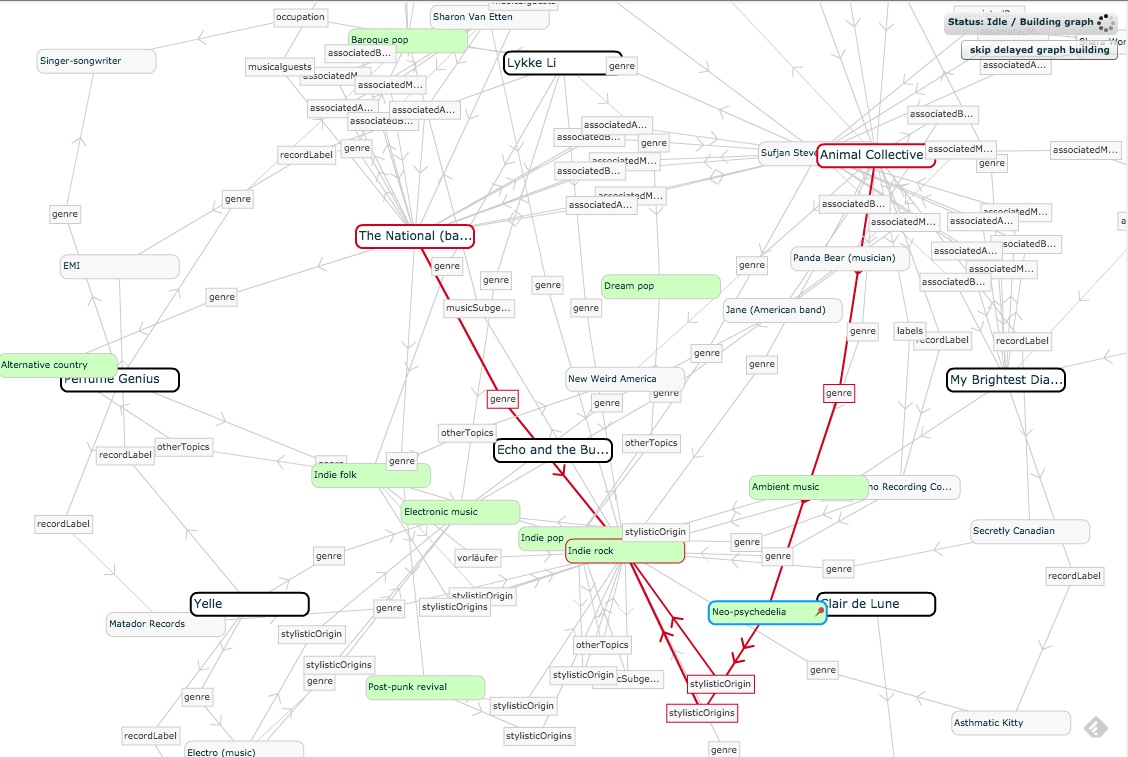 musicalguests
occupation
Sharon Van Etten
associatedB...
Status: Idle / Building graph
skip delayed graph building
Baroque pop
associatedB...
Singer-songwriter
musicalguests
associatedM...
associatedM...
Lykke Li
genre
associatedA...
associatedA...
associatedA...
associatedB...
associatedA...
associatedB...
associatedB...
genre
recordLabel
genre
associatedM...
associatedB...
Sufjan Steve
Animal Collective
associatedM...
genre
associatedM...
genre
genre
associatedM...
associatedA...
associatedB...
associatedM...
associatedM...
associatedA...
The National (ba...
associatedA...
associatedB...
associatedM...
associatedB...
EMI
genre
genre
genre
genre
genre
Panda Bear (musician)
Dream pop
genre
musicSubge...
genre
Jane (American band)
genre
labels
recordLabel
recordLabel
Alternative country
Perfume Genius
genre
genre
New Weird America
genre
genre
My Brightest Dia...
genre
genre
otherTopics
otherTopics
Echo and the Bu...
otherTopics
recordLabel
genre
genre
Indie folk
Ambient music
no Recording Co...
Electronic music
recordLabel
Indie pop
stylisticOrigin
Secretly Canadian
Indie rock
genre
genre
genre
vorläufer
genre
recordLabel
stylisticOrigin
stylisticOrigins
genre
Yelle
Matador Records
Neo-psychedelia
Clair de Lune
stylisticOrigin
otherTopics
stylisticOrigins
genre
stylisticOrigin
cSubge...
stylisticOrigin
genre
Post-punk revival
genre
stylisticOrigin
stylisticOrigins
recordLabel
stylisticOrigins
Asthmatic Kitty
Electro (music)
genre